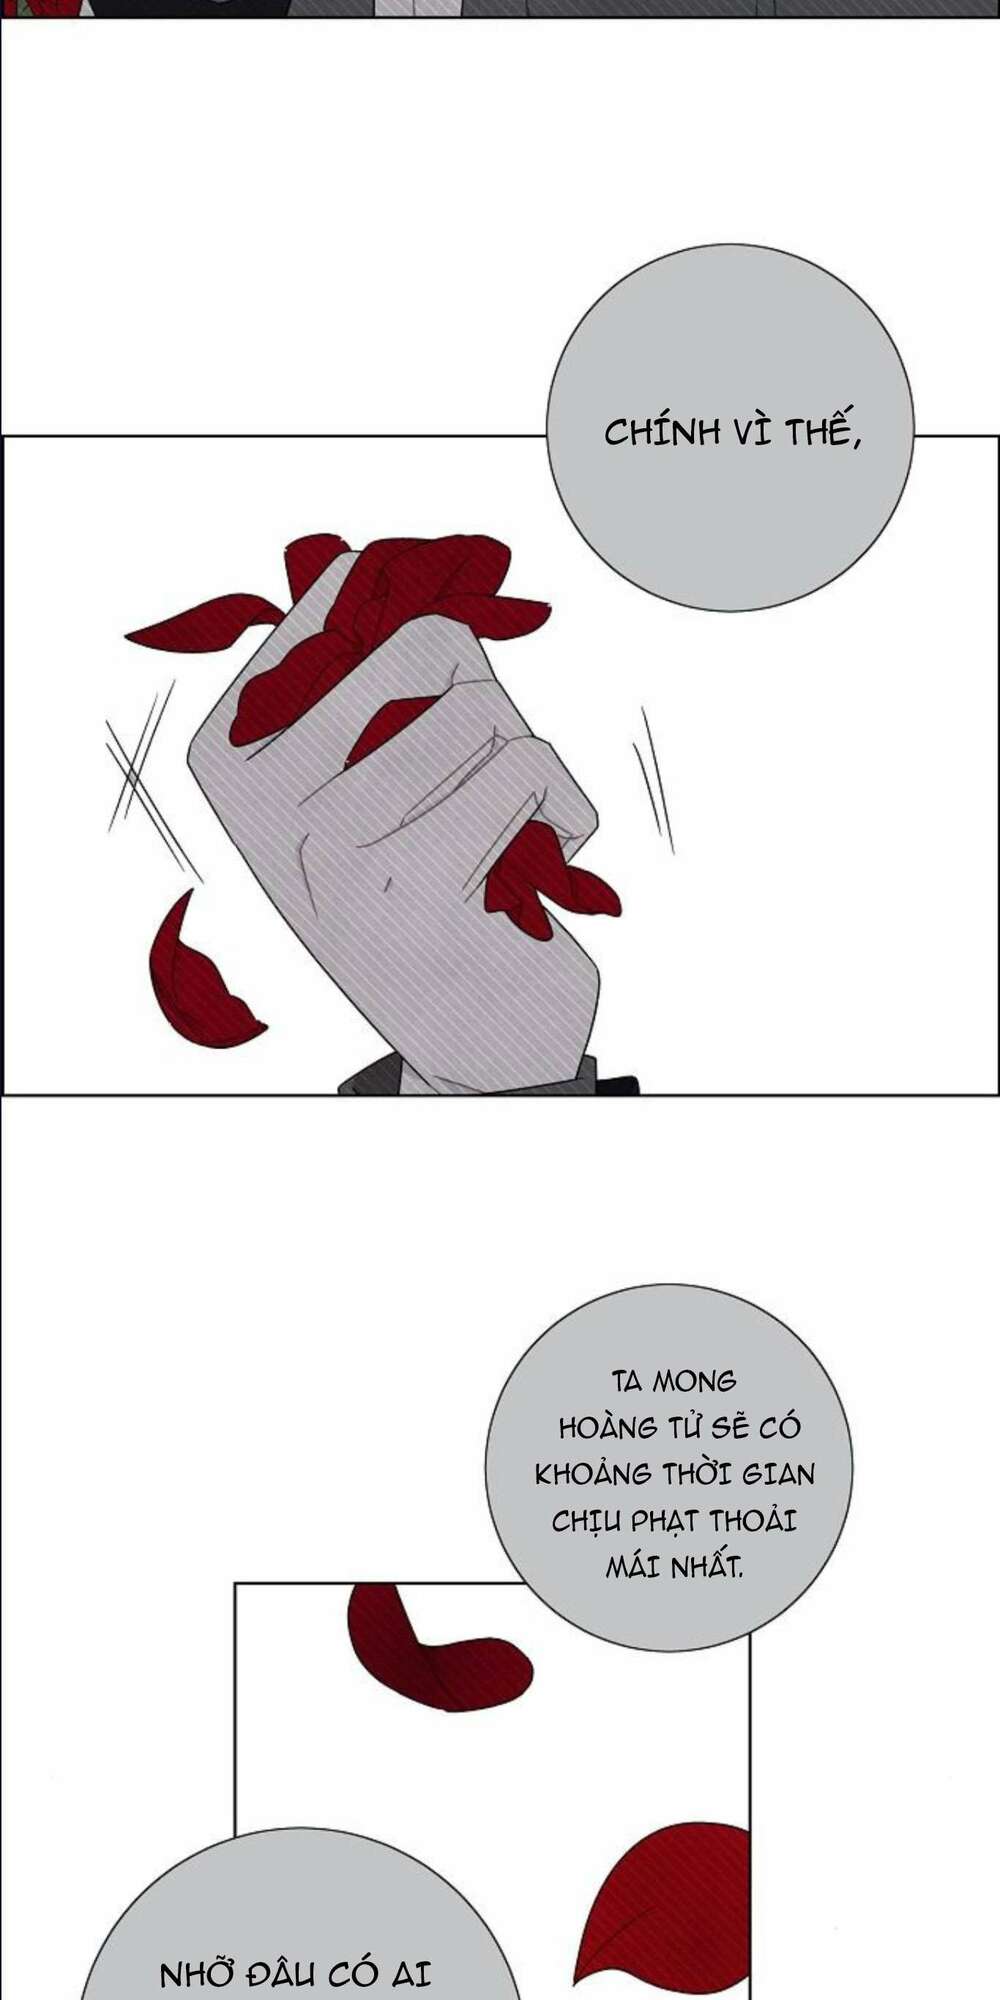 CHÍNH VÌ THẾ,
TA MONG
HOÀNG TỬ SẼ CÓ
KHOẢNG THỜI GIAN
CHỊU PHẠT THOẢI
MÁI NHẤT.
NHỠ ĐÂU CÓ AI